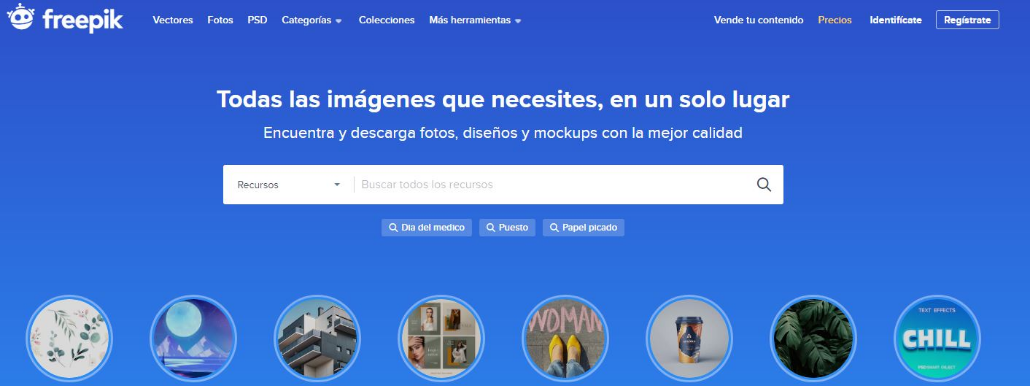 freepik
Vectores Fotos PSD Categorías Colecciones Más herramientas Vende tu contenido Precios Identifícate Regístrate
Todas las imágenes que necesites, en un solo lugar
Encuentra y descarga fotos, diseños y mockups con la mejor calidad
Recursos Buscar todos los recursos
Dia del medico Puesto Papel picado
WOMAN
TEXT EFFECTS
CHILL